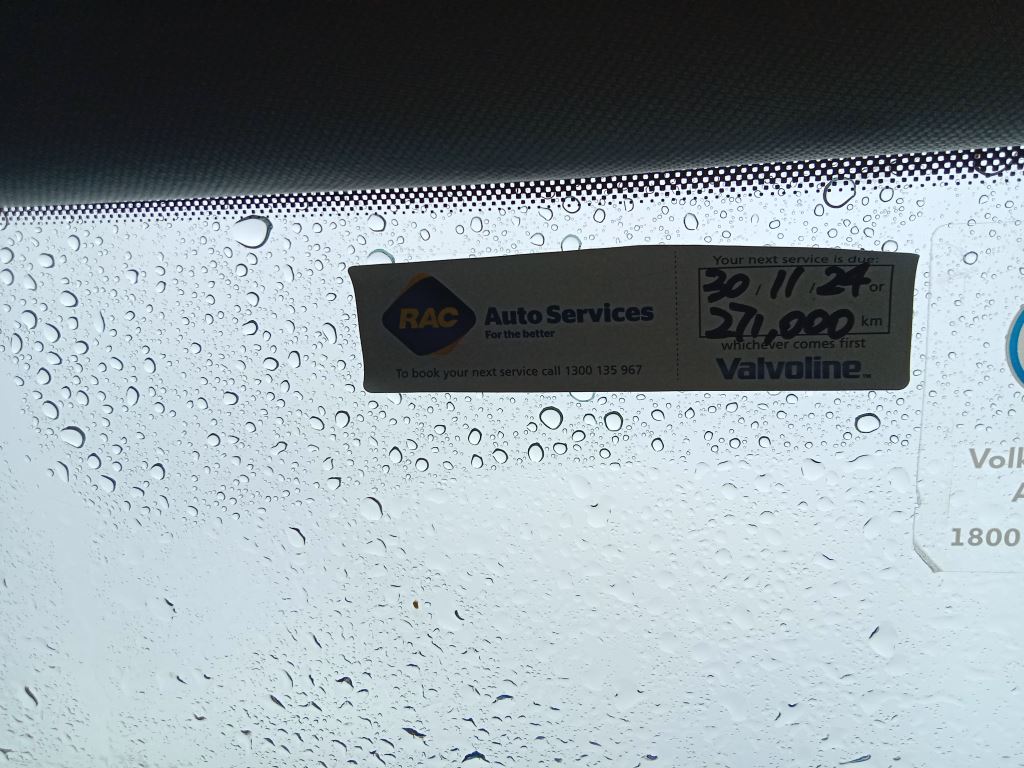 RAC
Auto Services
For the better
To book your next service call 1300 135 967
Your next service is due:
30 / 11 / 24 or
271,000 km
whichever comes first
Valvoline™
1800